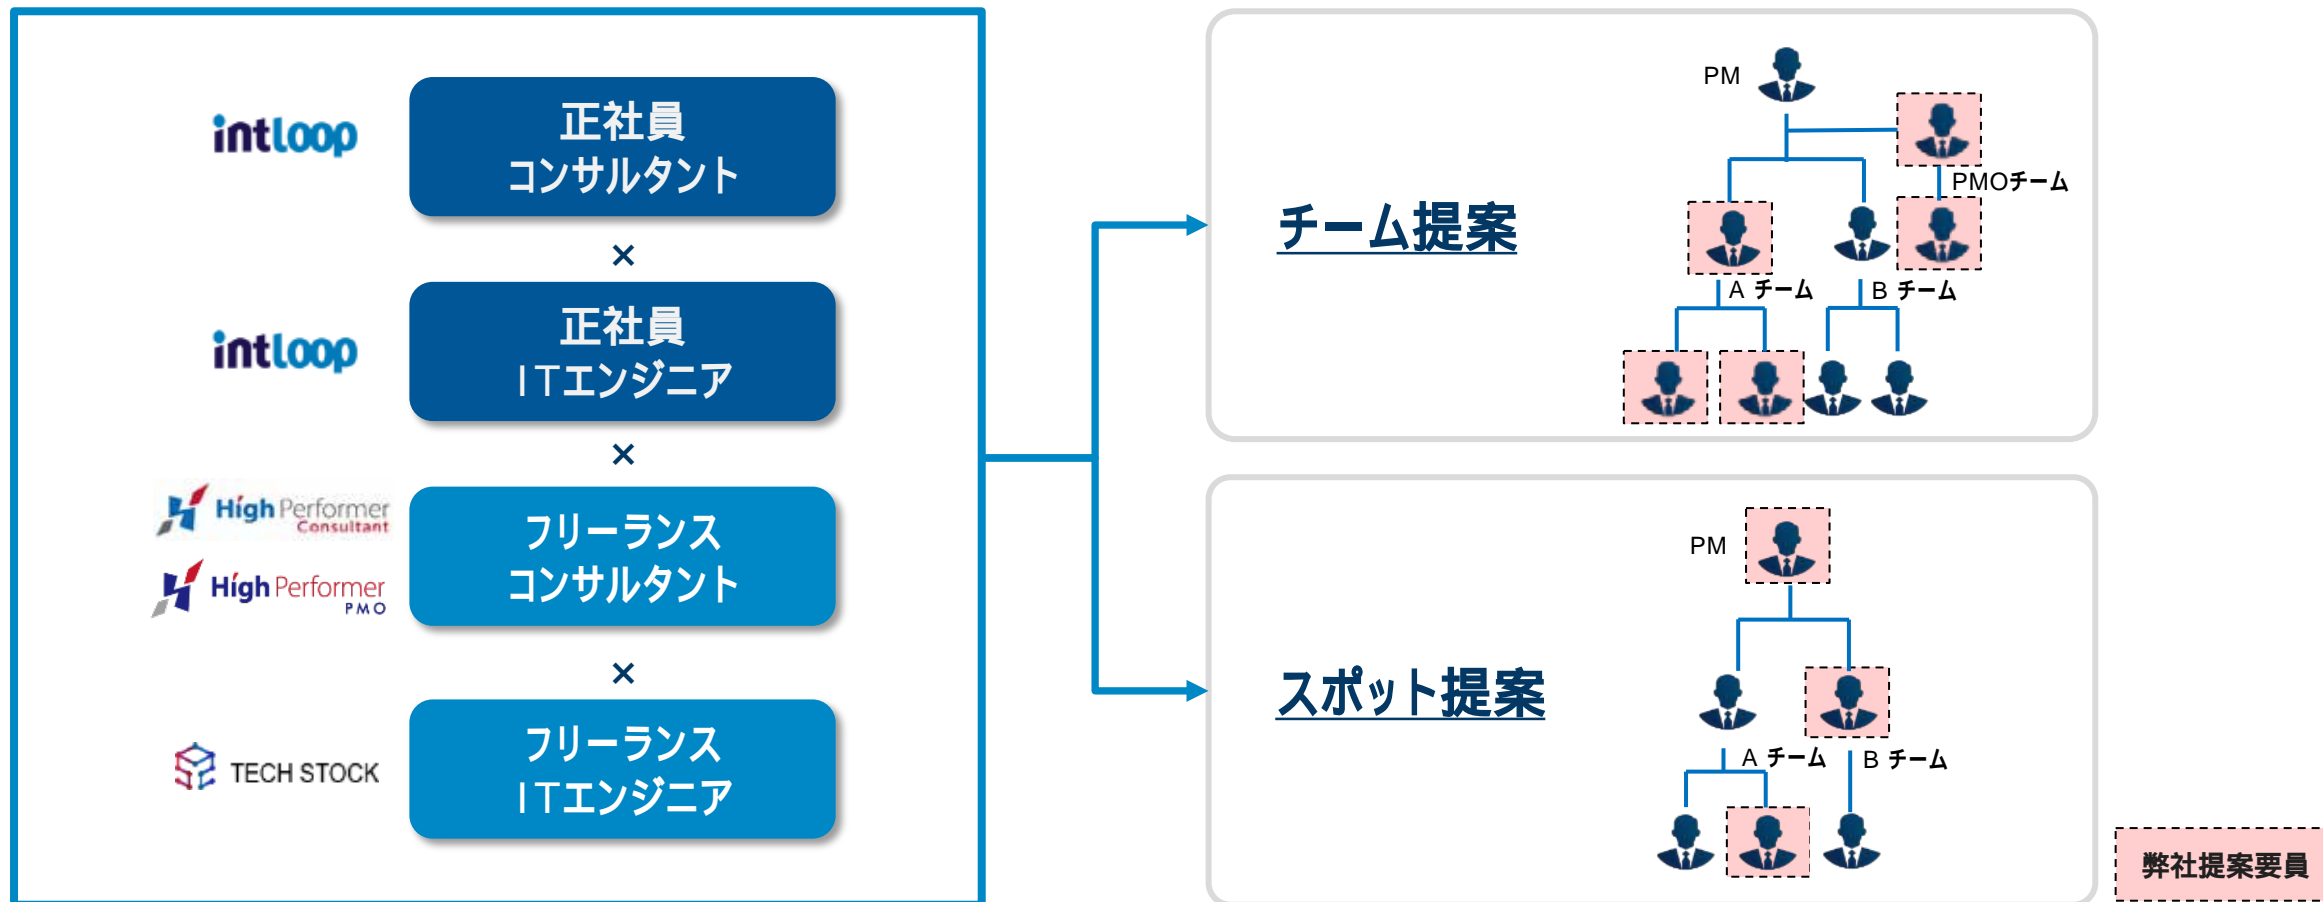 intloop
正社員
コンサルタント
×
intloop
正社員
ITエンジニア
×
High Performer
Consultant
High Performer
PMO
フリーランス
コンサルタント
×
TECH STOCK
フリーランス
ITエンジニア
チーム提案
PM
PMOチーム
A チーム
B チーム
スポット提案
PM
A チーム
B チーム
弊社提案要員